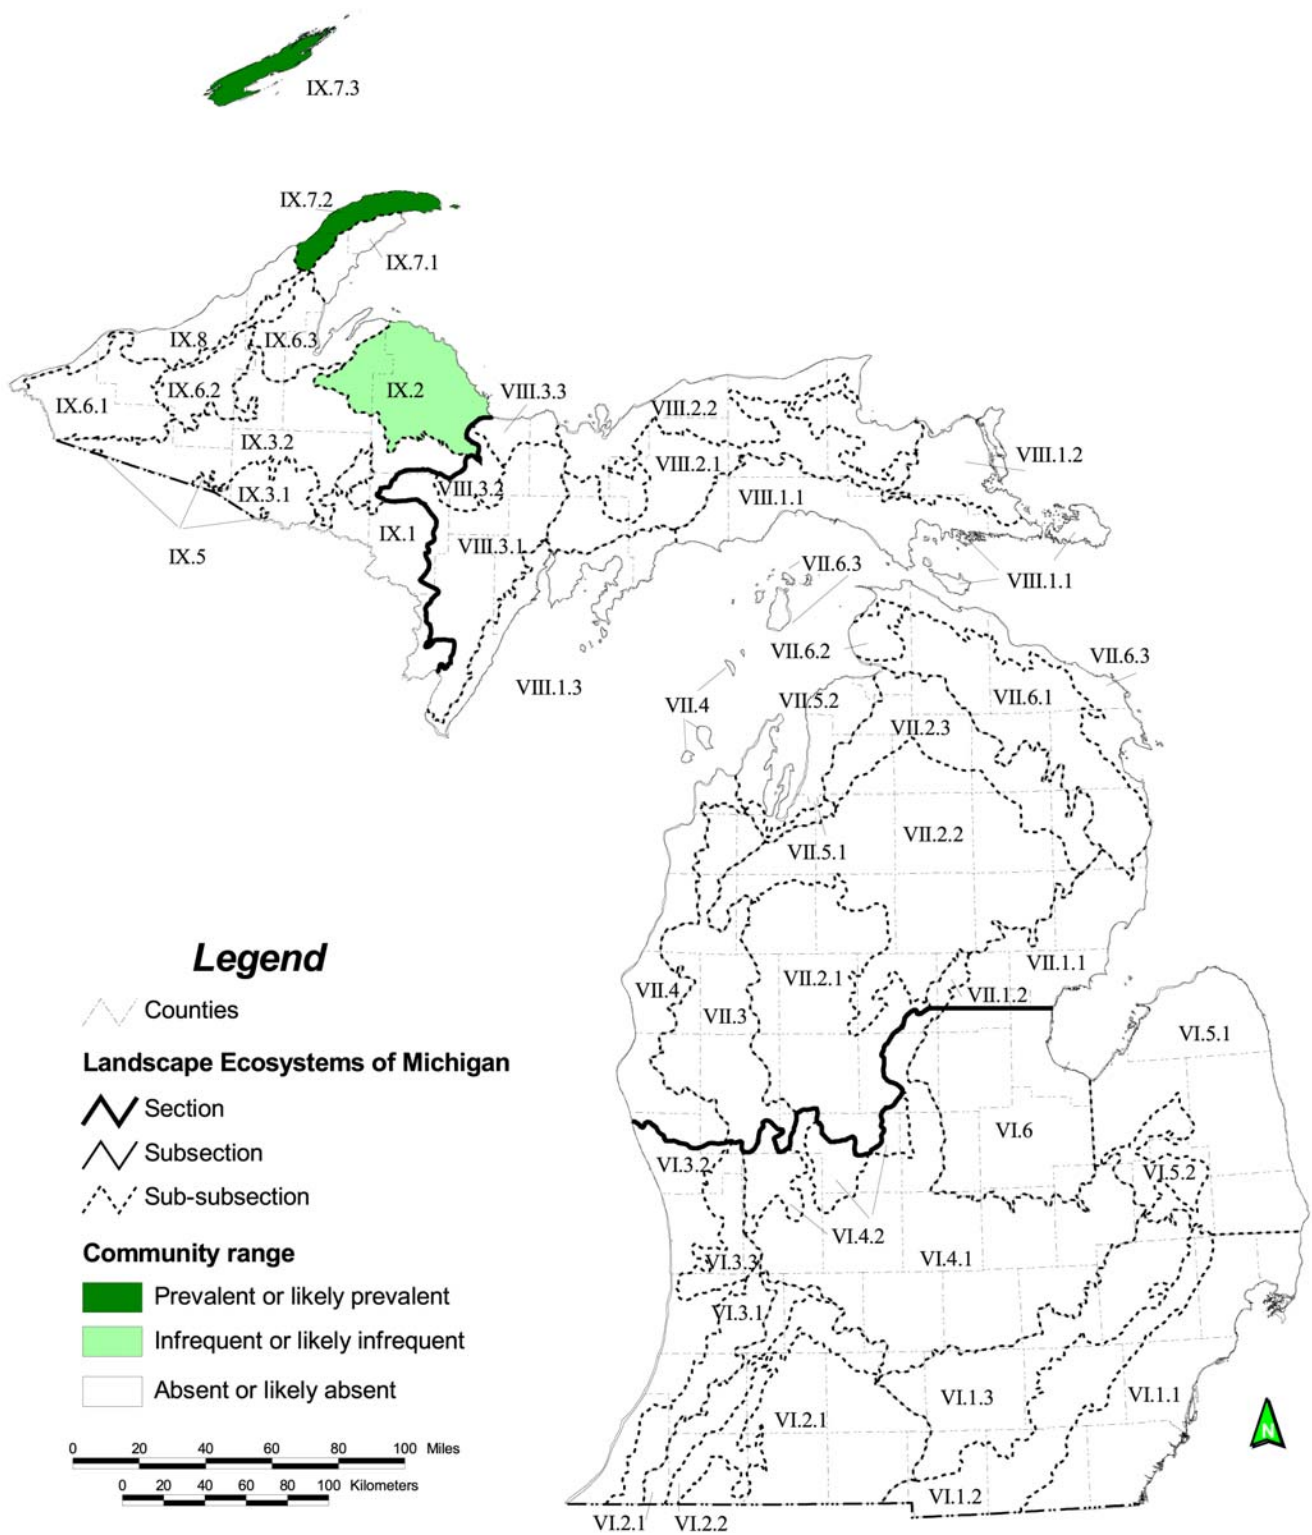 IX.7.3
IX.7.2
IX.7.1
IX.8
IX.6.3
IX.2
VIII.3.3
IX.6.2
IX.6.1
VIII.2.2
IX.3.2
VIII.1.2
VIII.2.1
VIII.3.2
IX.3.1
VIII.1.1
IX.1
VIII.3.1
IX.5
VII.6.3
VIII.1.1
VII.6.2
VII.6.3
VIII.1.3
VII.4
VII.5.2
VII.6.1
VII.2.3
VII.2.2
VII.5.1
VII.1.1
VII.2.1
VII.4
VII.1.2
VII.3
VI.5.1
VI.6
VI.3.2
VI.5.2
VI.4.2
VI.4.1
VI.3.3
VI.3.1
VI.1.3
VI.1.1
VI.2.1
VI.1.2
VI.2.1
VI.2.2
Legend
Counties
Landscape Ecosystems of Michigan
Section
Subsection
Sub-subsection
Community range
Prevalent or likely prevalent
Infrequent or likely infrequent
Absent or likely absent
0 20 40 60 80 100 Miles
0 20 40 60 80 100 Kilometers
N